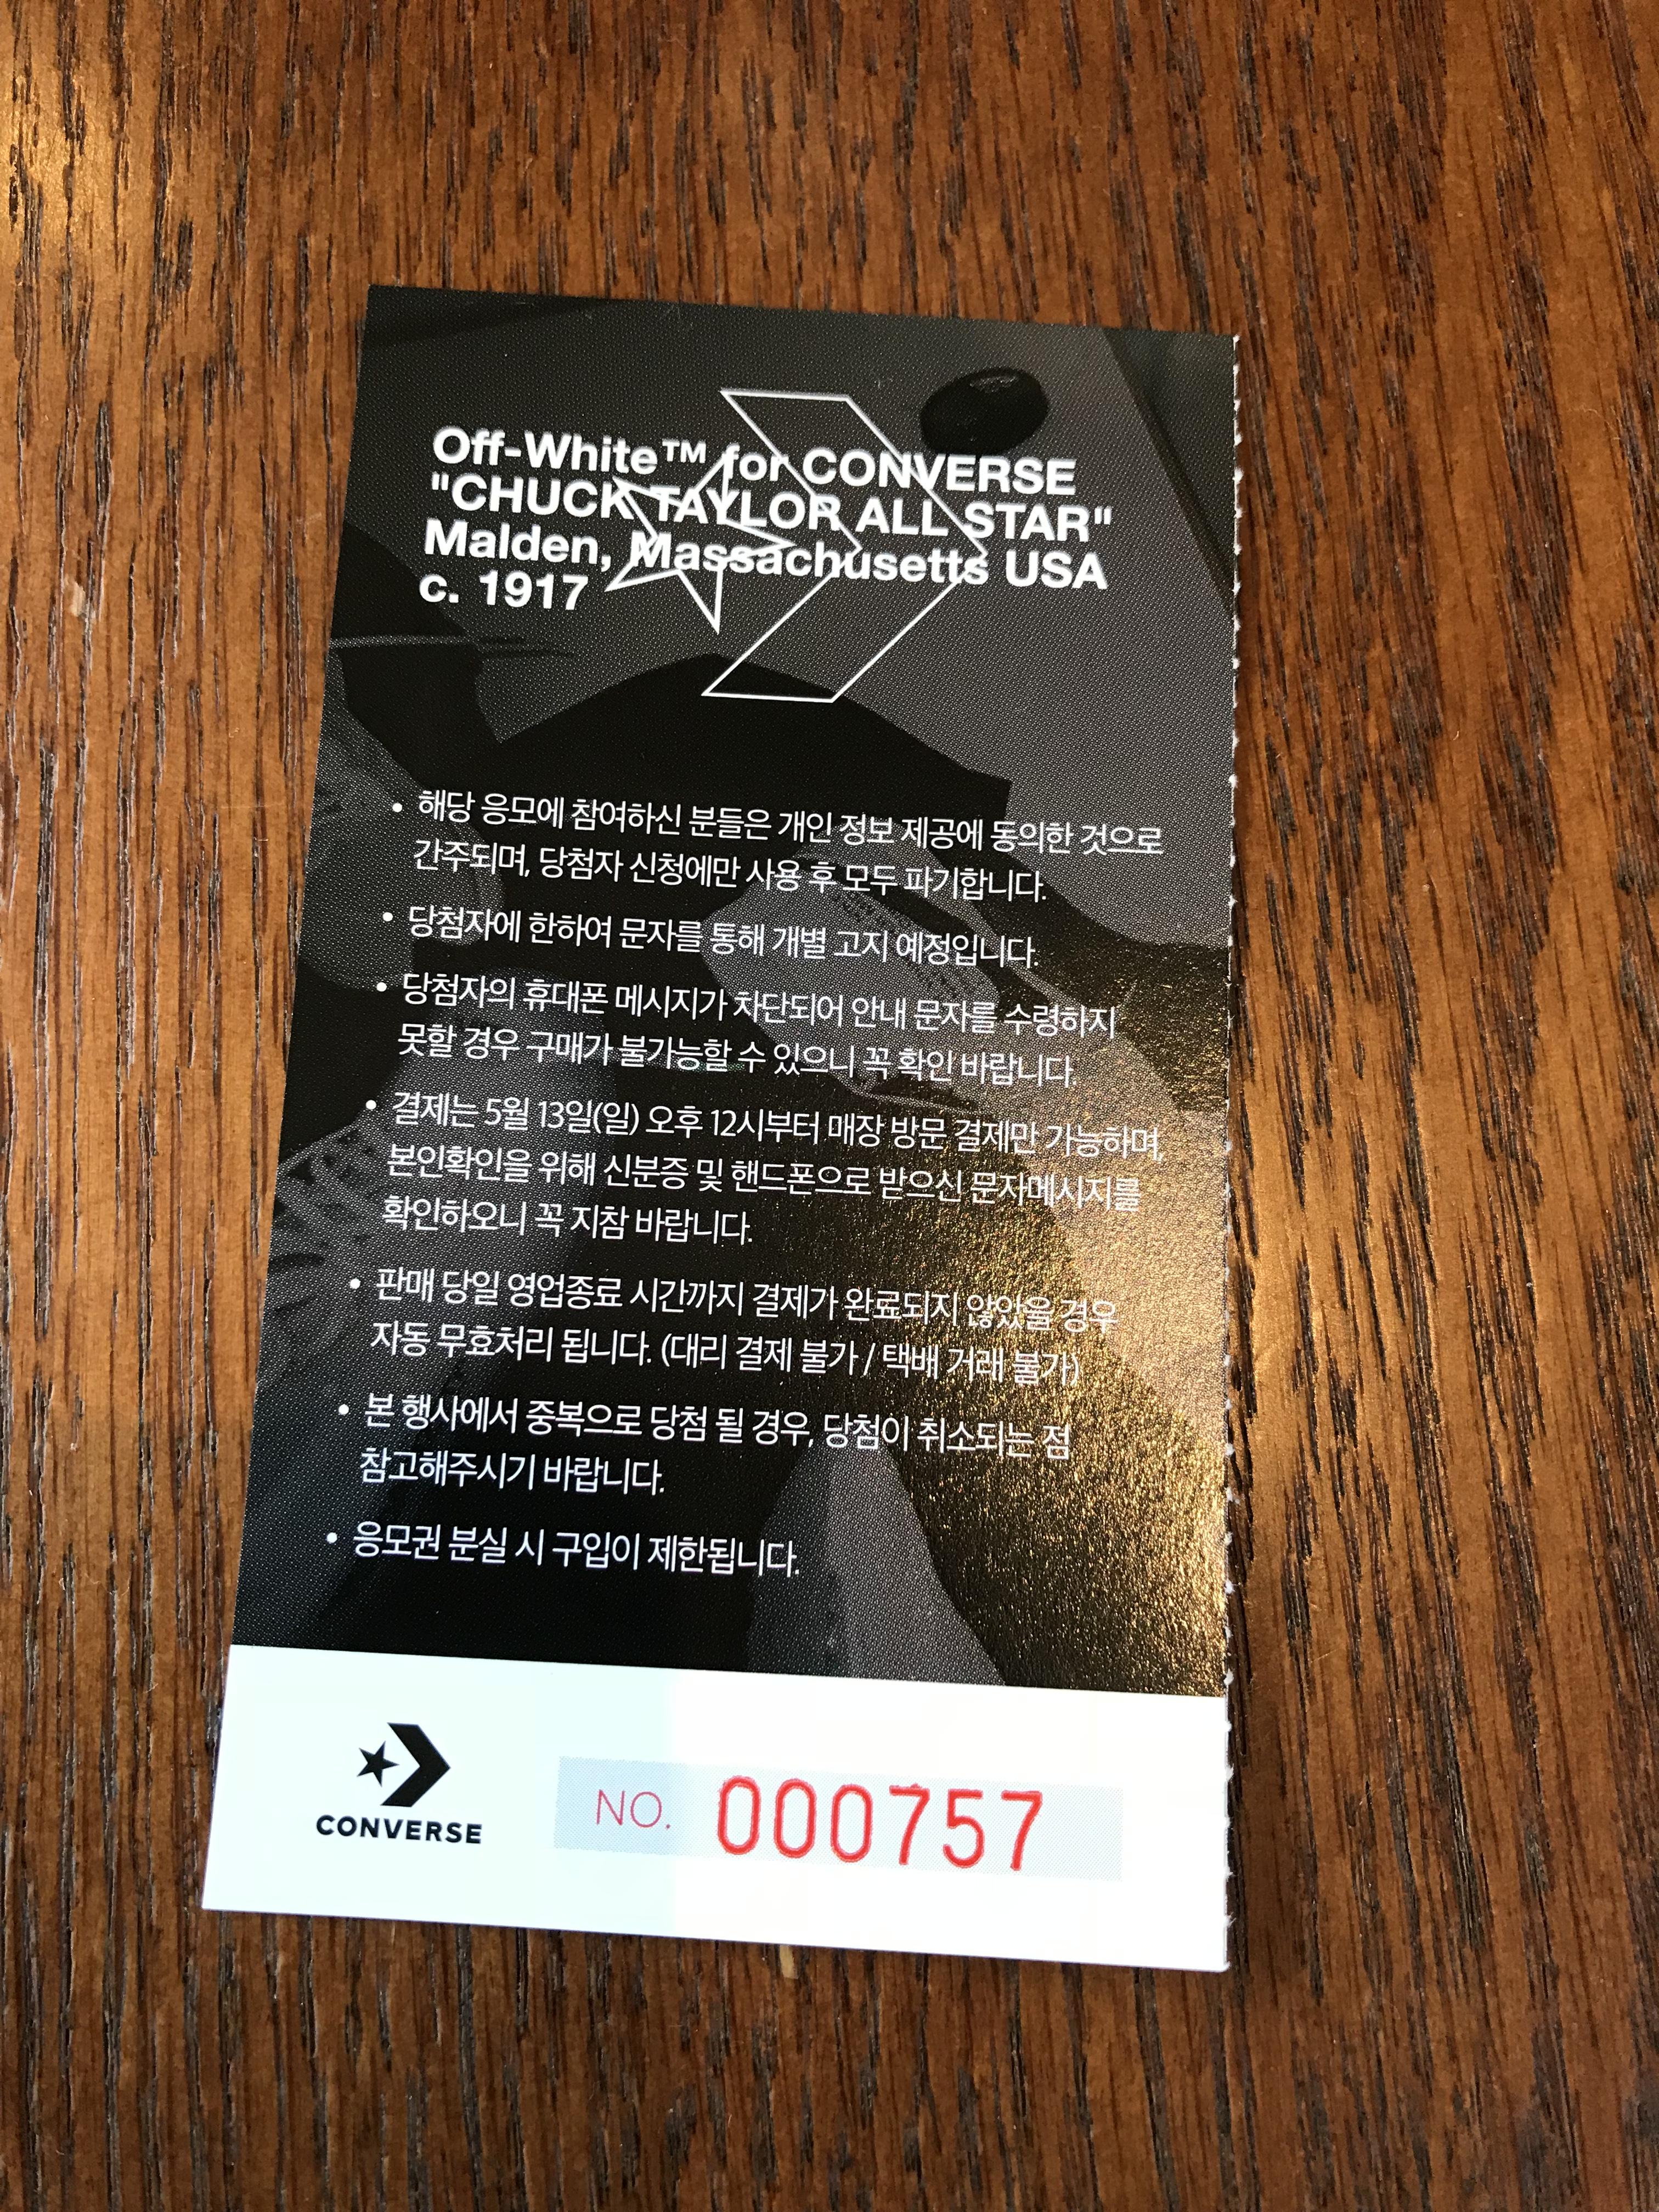 Off-White™ for CONVERSE
"CHUCK TAYLOR ALL STAR"
Malden, Massachusetts USA
c. 1917
• 해당 응모에 참여하신 분들은 개인 정보 제공에 동의한 것으로
간주되며, 당첨자 신청에만 사용 후 모두 파기합니다.
• 당첨자에 한하여 문자를 통해 개별 고지 예정입니다.
• 당첨자의 휴대폰 메시지가 차단되어 안내 문자를 수령하지
못할 경우 구매가 불가능할 수 있으니 꼭 확인 바랍니다.
• 결제는 5월 13일(일) 오후 12시부터 매장 방문 결제만 가능하며,
본인확인을 위해 신분증 및 핸드폰으로 받으신 문자메시지를
확인하오니 꼭 지참 바랍니다.
• 판매 당일 영업종료 시간까지 결제가 완료되지 않았을 경우
자동 무효처리 됩니다. (대리 결제 불가 / 택배 거래 불가)
• 본 행사에서 중복으로 당첨 될 경우, 당첨이 취소되는 점
참고해주시기 바랍니다.
• 응모권 분실 시 구입이 제한됩니다.
CONVERSE
NO. 000757